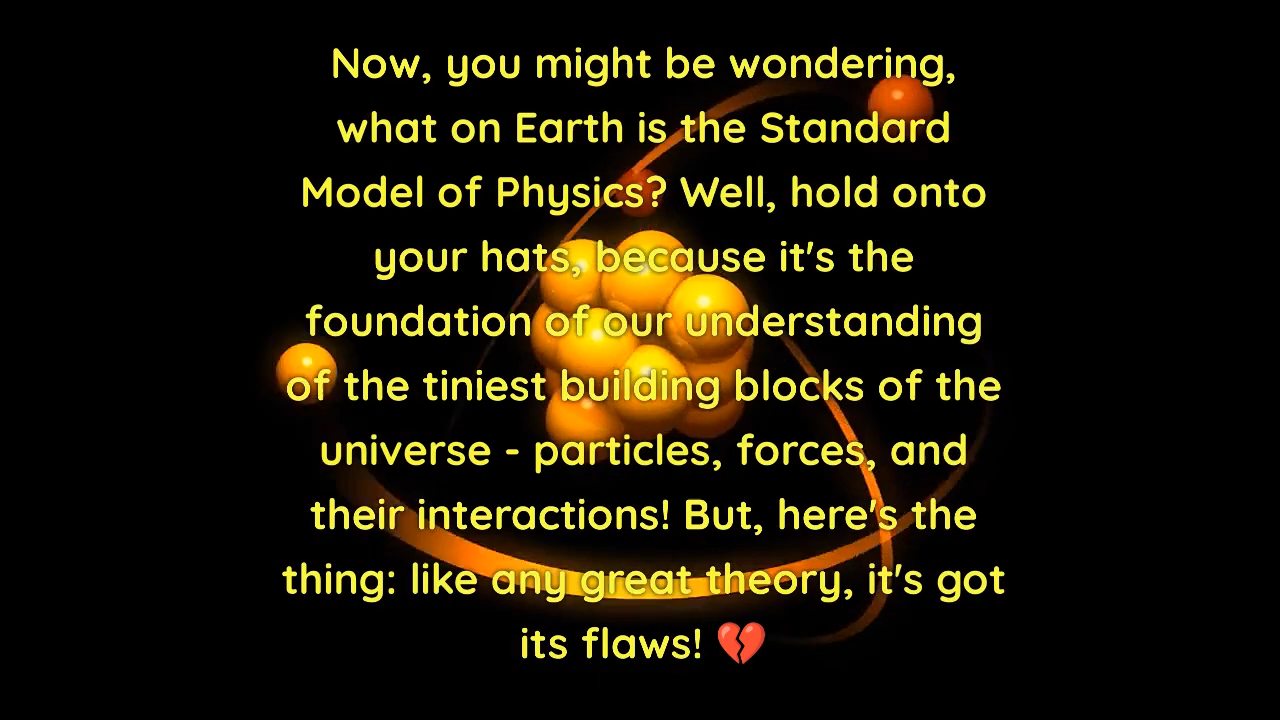 Now, you might be wondering,
what on Earth is the Standard
Model of Physics? Well, hold onto
your hats, because it's the
foundation of our understanding
of the tiniest building blocks of the
universe - particles, forces, and
their interactions! But, here's the
thing: like any great theory, it's got
its flaws! 💔